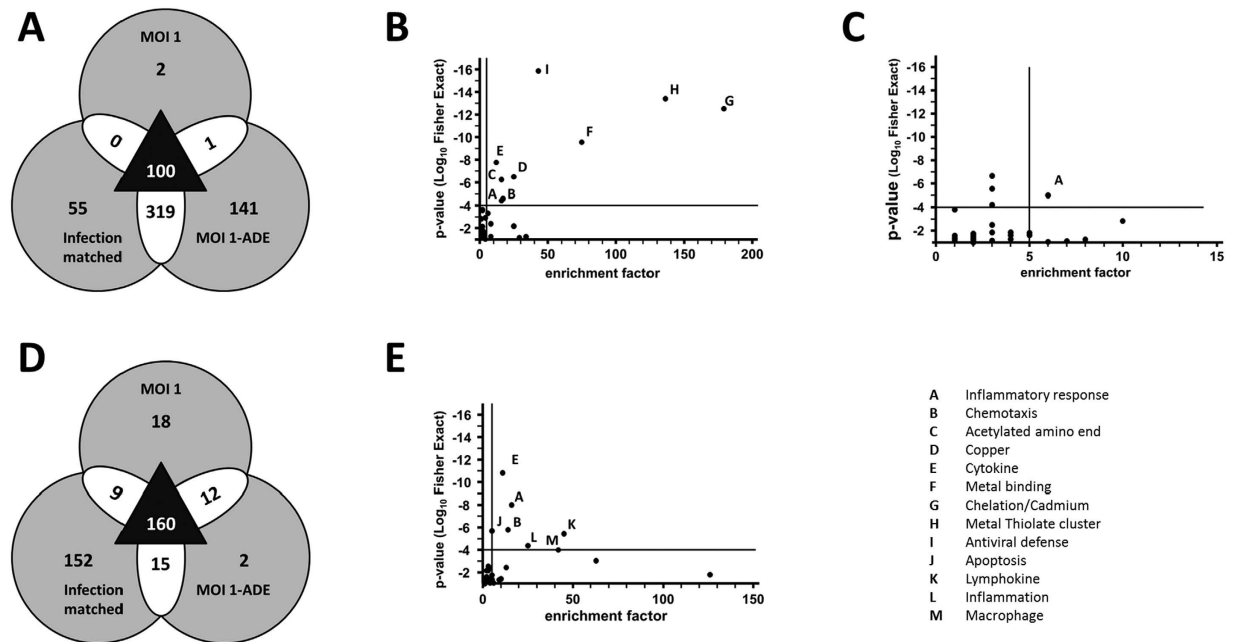 A
MOI 1
2
0
1
100
55
319
141
Infection
matched
MOI 1-ADE
B
p-value (Log10 Fisher Exact)
-16
-14
-12
-10
-8
-6
-4
-2
I
H
G
F
E
D
C
A
B
0
50
100
150
200
enrichment factor
C
p-value (Log10 Fisher Exact)
-16
-14
-12
-10
-8
-6
-4
-2
A
0
5
10
15
enrichment factor
D
MOI 1
18
9
12
160
152
15
2
Infection
matched
MOI 1-ADE
E
p-value (Log10 Fisher Exact)
-16
-14
-12
-10
-8
-6
-4
-2
E
A
J
B
K
L
M
0
50
100
150
enrichment factor
A Inflammatory response
B Chemotaxis
C Acetylated amino end
D Copper
E Cytokine
F Metal binding
G Chelation/Cadmium
H Metal Thiolate cluster
I Antiviral defense
J Apoptosis
K Lymphokine
L Inflammation
M Macrophage